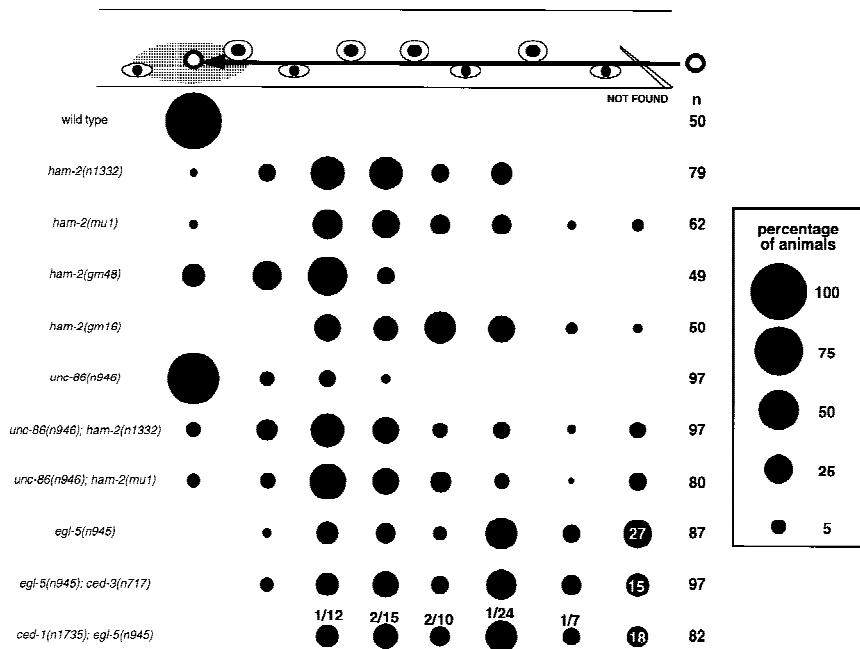 NOT FOUND n
wild type 50
ham-2(n1332) 79
ham-2(mu1) 62
ham-2(gm48) 49
ham-2(gm16) 50
unc-86(n946) 97
unc-86(n946); ham-2(n1332) 97
unc-86(n946); ham-2(mu1) 80
egl-5(n945) 27 87
egl-5(n945); ced-3(n717) 15 97
1/12 2/15 2/10 1/24 1/7
ced-1(n1735); egl-5(n945) 18 82
percentage
of animals
100
75
50
25
5